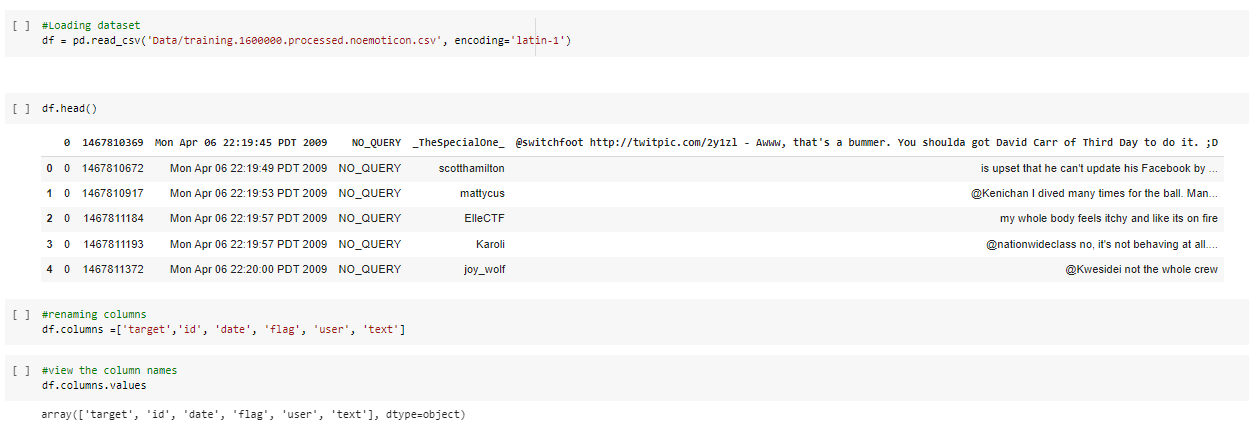 [ ] #Loading dataset
df = pd.read_csv('Data/training.1600000.processed.noemoticon.csv', encoding='latin-1')
[ ] df.head()
0 1467810369 Mon Apr 06 22:19:45 PDT 2009 NO_QUERY _TheSpecialOne_ @switchfoot http://twitpic.com/2y1zl - Awww, that's a bummer. You shoulda got David Carr of Third Day to do it. ;D
0 0 1467810672 Mon Apr 06 22:19:49 PDT 2009 NO_QUERY scotthamilton is upset that he can't update his Facebook by ...
1 0 1467810917 Mon Apr 06 22:19:53 PDT 2009 NO_QUERY mattycus @Kenichan I dived many times for the ball. Man...
2 0 1467811184 Mon Apr 06 22:19:57 PDT 2009 NO_QUERY ElleCTF my whole body feels itchy and like its on fire
3 0 1467811193 Mon Apr 06 22:19:57 PDT 2009 NO_QUERY Karoli @nationwideclass no, it's not behaving at all....
4 0 1467811372 Mon Apr 06 22:20:00 PDT 2009 NO_QUERY joy_wolf @Kwesidei not the whole crew
[ ] #renaming columns
df.columns =['target','id', 'date', 'flag', 'user', 'text']
[ ] #view the column names
df.columns.values
array(['target', 'id', 'date', 'flag', 'user', 'text'], dtype=object)